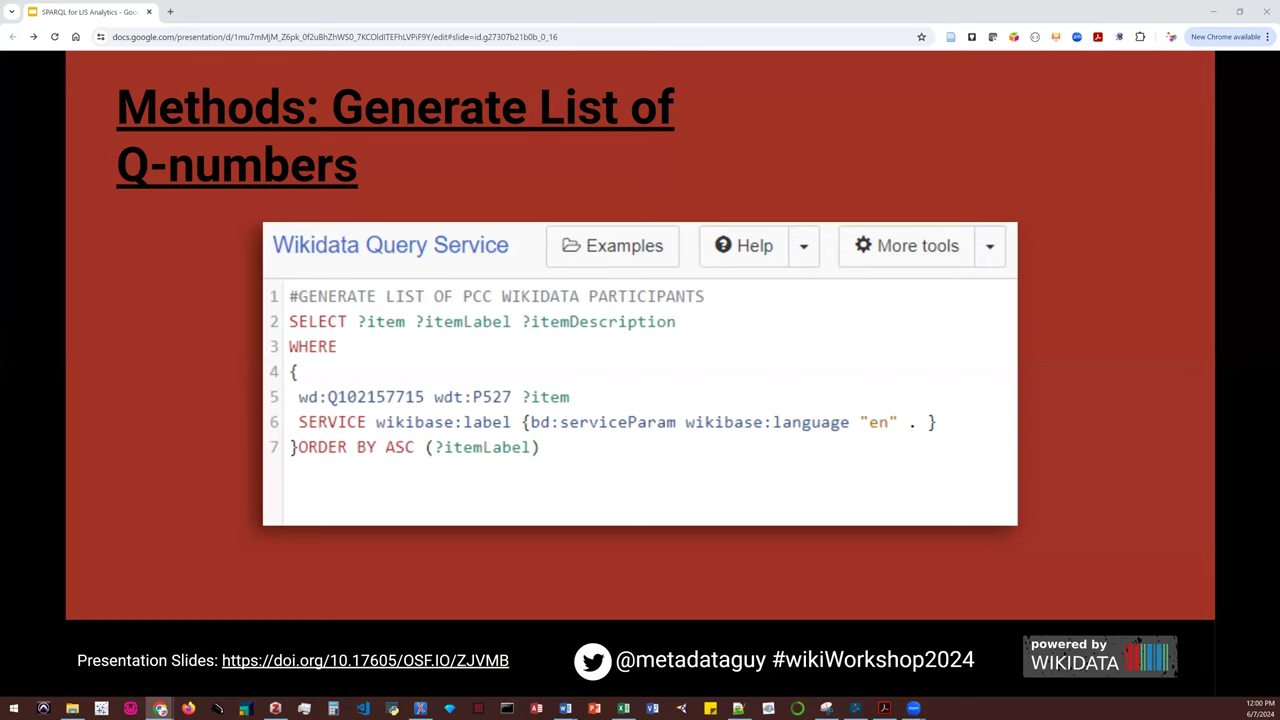 SPARQL for LIS Analytics - Goo
docs.google.com/presentation/d/1mu7mMjM_Z6pk_0f2uBhZhWS0_7KCOldITEFhLVPiF9Y/edit#slide=id.g27307b21b0b_0_16
New Chrome available
Methods: Generate List of
Q-numbers
Wikidata Query Service
Examples
Help
More tools
1 #GENERATE LIST OF PCC WIKIDATA PARTICIPANTS
2 SELECT ?item ?itemLabel ?itemDescription
3 WHERE
4 {
5 wd:Q102157715 wdt:P527 ?item
6 SERVICE wikibase:label {bd:serviceParam wikibase:language "en" . }
7 }ORDER BY ASC (?itemLabel)
Presentation Slides: https://doi.org/10.17605/OSF.IO/ZJVMB
@metadataguy #wikiWorkshop2024
powered by
WIKIDATA
12:00 PM
6/7/2024